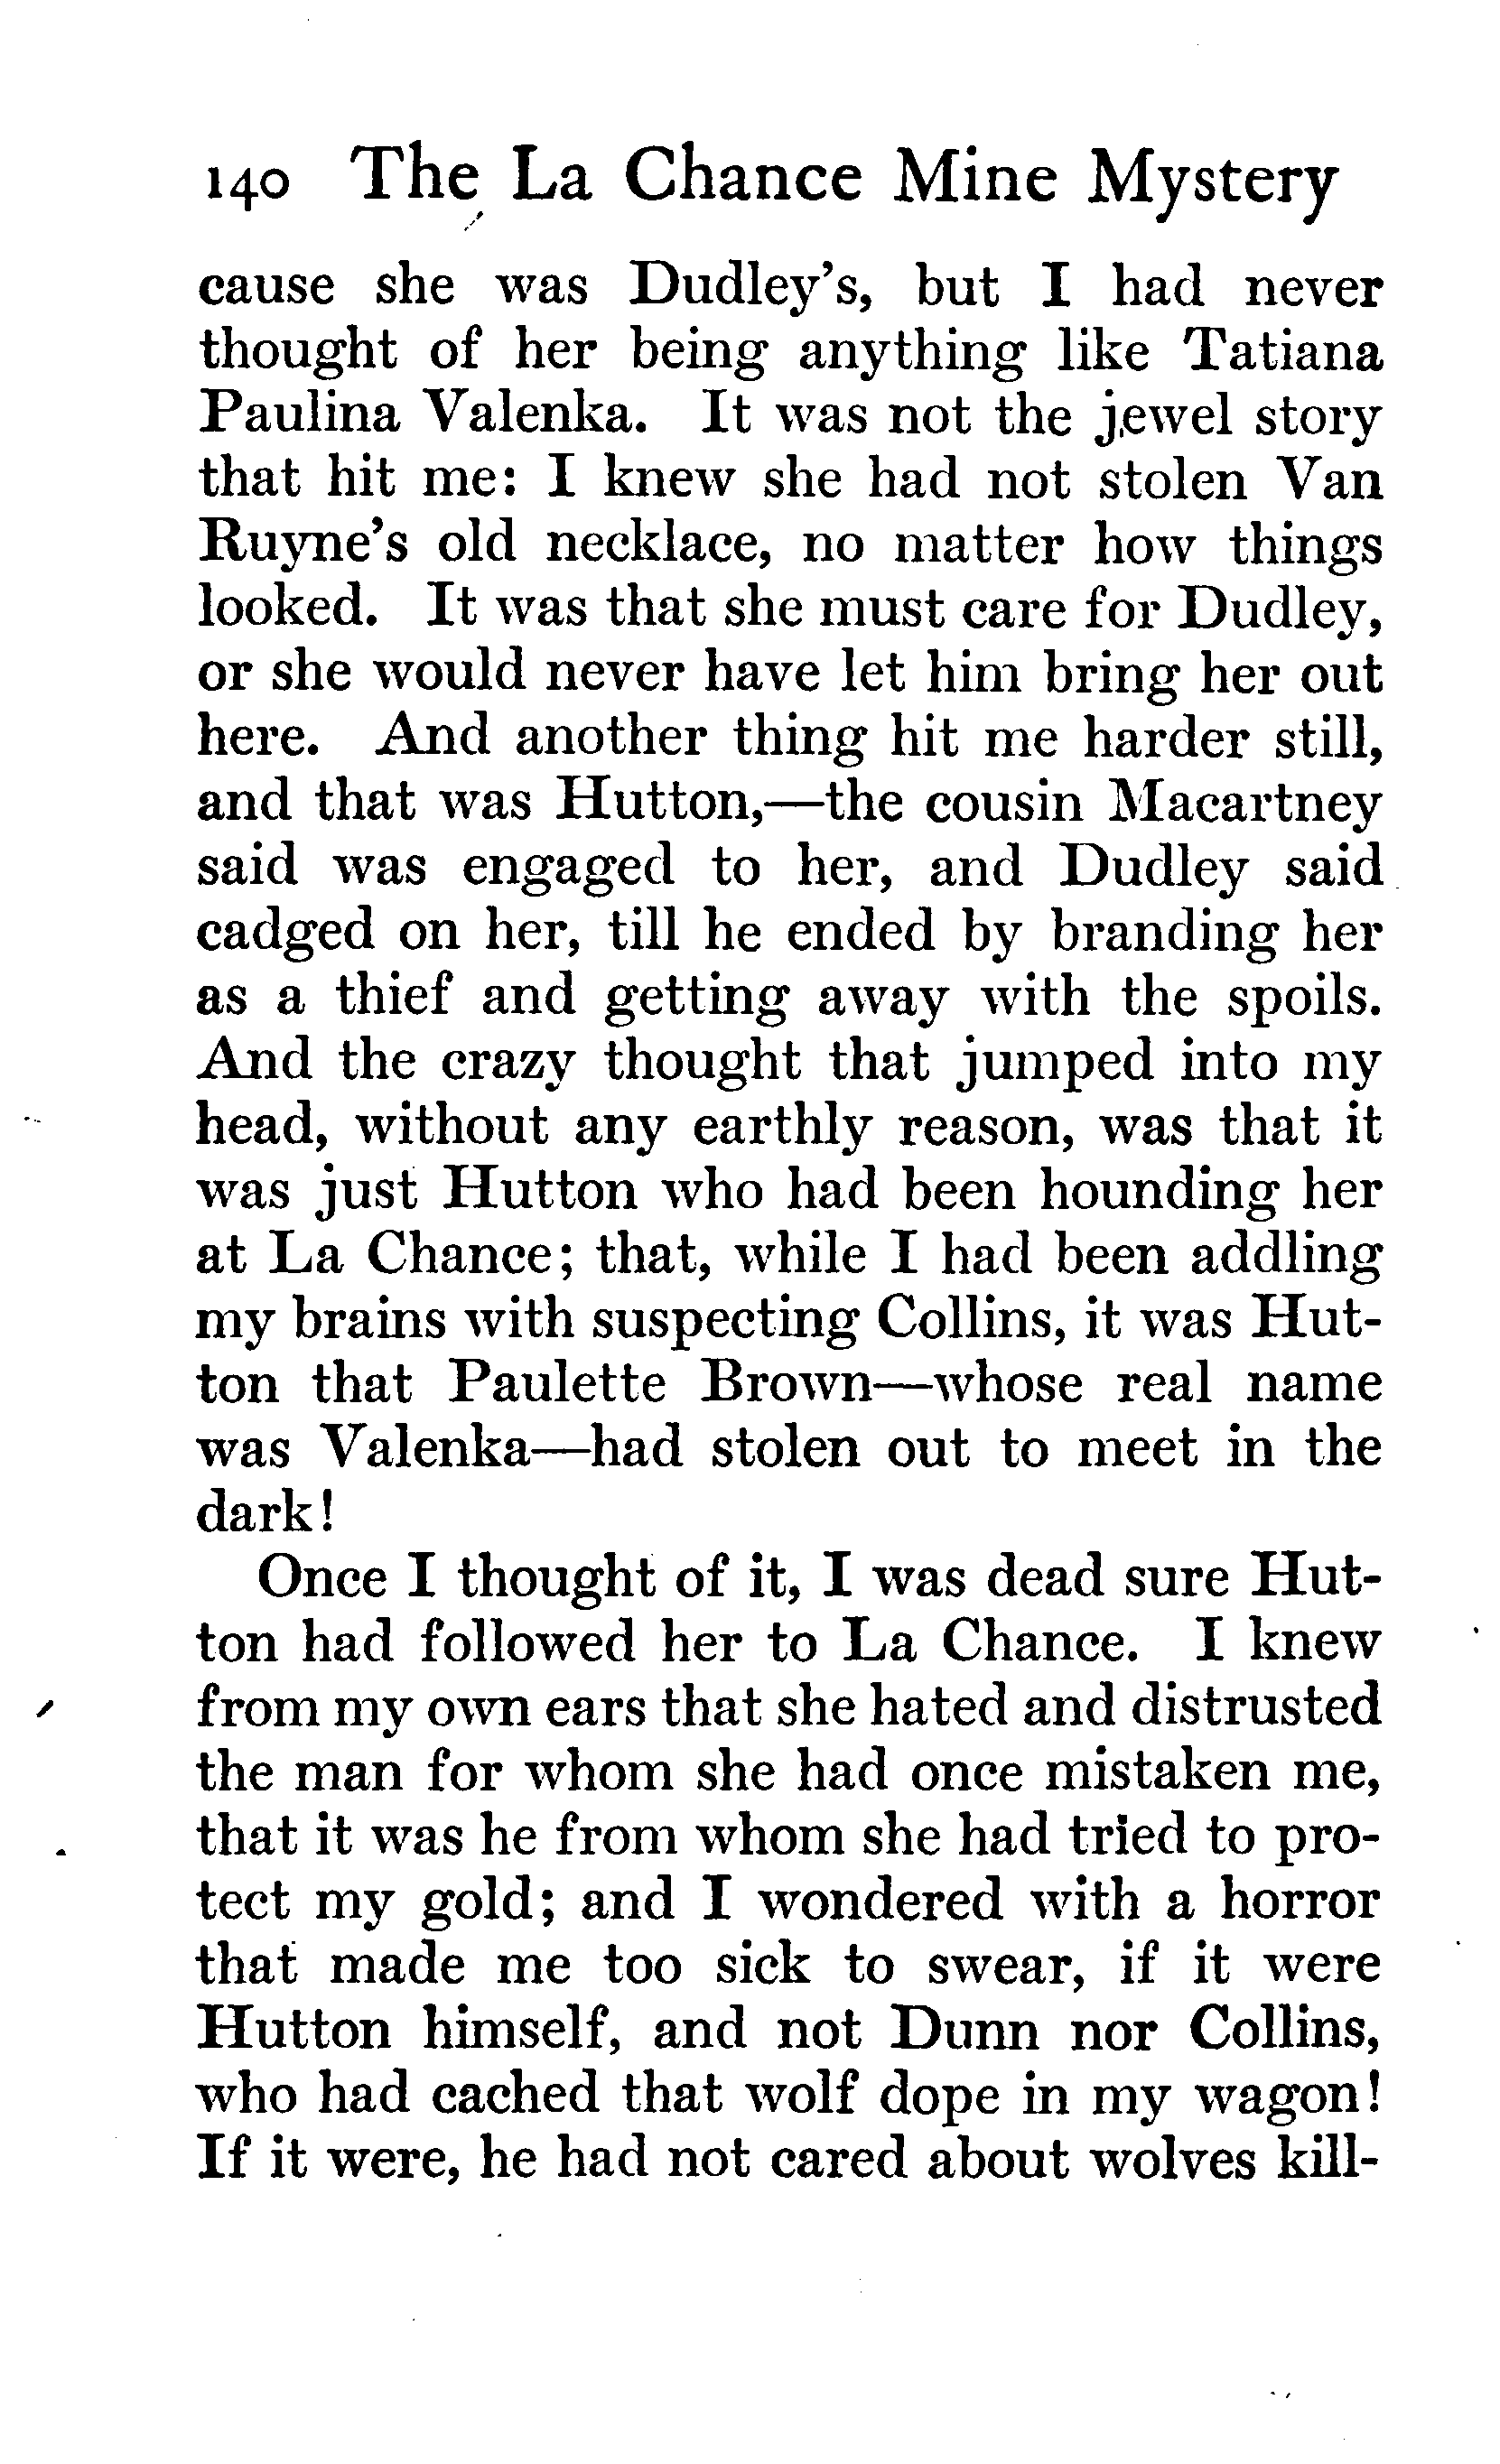 140 The La Chance Mine Mystery
cause she was Dudley's, but I had never
thought of her being anything like Tatiana
Paulina Valenka. It was not the jewel story
that hit me: I knew she had not stolen Van
Ruyne's old necklace, no matter how things
looked. It was that she must care for Dudley,
or she would never have let him bring her out
here. And another thing hit me harder still,
and that was Hutton,—the cousin Macartney
said was engaged to her, and Dudley said
cadged on her, till he ended by branding her
as a thief and getting away with the spoils.
And the crazy thought that jumped into my
head, without any earthly reason, was that it
was just Hutton who had been hounding her
at La Chance; that, while I had been addling
my brains with suspecting Collins, it was Hut-
ton that Paulette Brown—whose real name
was Valenka—had stolen out to meet in the
dark!
Once I thought of it, I was dead sure Hut-
ton had followed her to La Chance. I knew
from my own ears that she hated and distrusted
the man for whom she had once mistaken me,
that it was he from whom she had tried to pro-
tect my gold; and I wondered with a horror
that made me too sick to swear, if it were
Hutton himself, and not Dunn nor Collins,
who had cached that wolf dope in my wagon!
If it were, he had not cared about wolves kill-